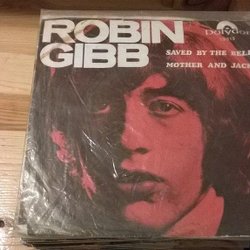 ROBIN
GIBB
Polydor
SAVED BY THE BELL
MOTHER AND JACK